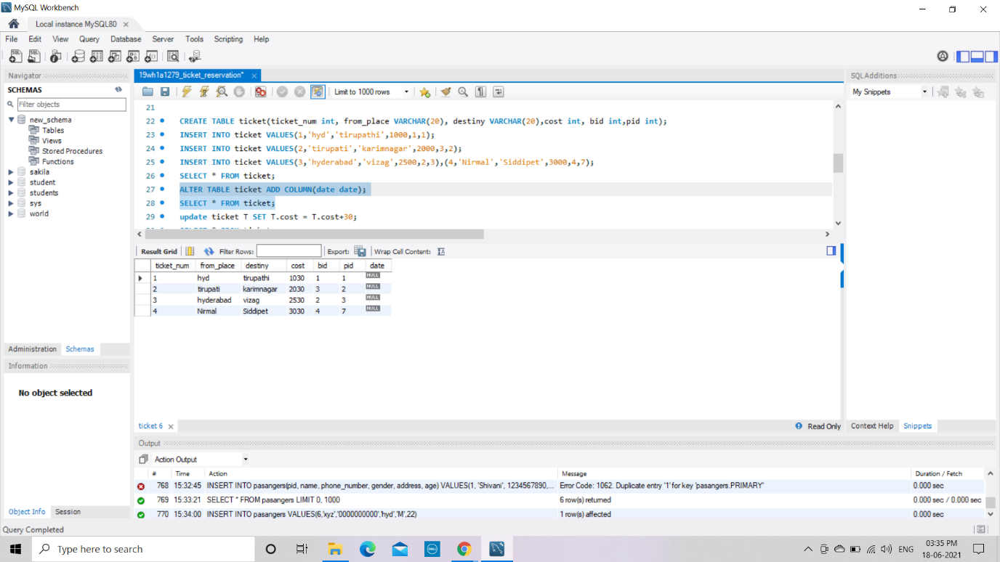 MySQL Workbench
Local instance MySQL80
File Edit View Query Database Server Tools Scripting Help
Navigator
SCHEMAS
Filter objects
new_schema
Tables
Views
Stored Procedures
Functions
sakila
student
students
sys
world
Administration Schemas
Information
No object selected
Object Info Session
19wh1a1279_ticket_reservation*
Limit to 1000 rows
21
22 CREATE TABLE ticket(ticket_num int, from_place VARCHAR(20), destiny VARCHAR(20),cost int, bid int,pid int);
23 INSERT INTO ticket VALUES(1,'hyd','tirupathi',1000,1,1);
24 INSERT INTO ticket VALUES(2,'tirupati','karimnagar',2000,3,2);
25 INSERT INTO ticket VALUES(3,'hyderabad','vizag',2500,2,3),(4,'Nirmal','Siddipet',3000,4,7);
26 SELECT * FROM ticket;
27 ALTER TABLE ticket ADD COLUMN(date date);
28 SELECT * FROM ticket;
29 update ticket T SET T.cost = T.cost+30;
Result Grid Filter Rows: Export: Wrap Cell Content:
ticket_num from_place destiny cost bid pid date
1 hyd tirupathi 1030 1 1 NULL
2 tirupati karimnagar 2030 3 2 NULL
3 hyderabad vizag 2530 2 3 NULL
4 Nirmal Siddipet 3030 4 7 NULL
ticket 6
Read Only
SQLAdditions
My Snippets
Context Help Snippets
Output
Action Output
# Time Action Message Duration / Fetch
768 15:32:45 INSERT INTO pasangers(pid, name, phone_number, gender, address, age) VALUES(1, 'Shivani', 1234567890,... Error Code: 1062. Duplicate entry '1' for key 'pasangers.PRIMARY' 0.000 sec
769 15:33:21 SELECT * FROM pasangers LIMIT 0, 1000 6 row(s) returned 0.000 sec / 0.000 sec
770 15:34:00 INSERT INTO pasangers VALUES(6,'xyz','0000000000','hyd','M',22) 1 row(s) affected 0.000 sec
Query Completed
Type here to search
DELL
ENG
03:35 PM
18-06-2021